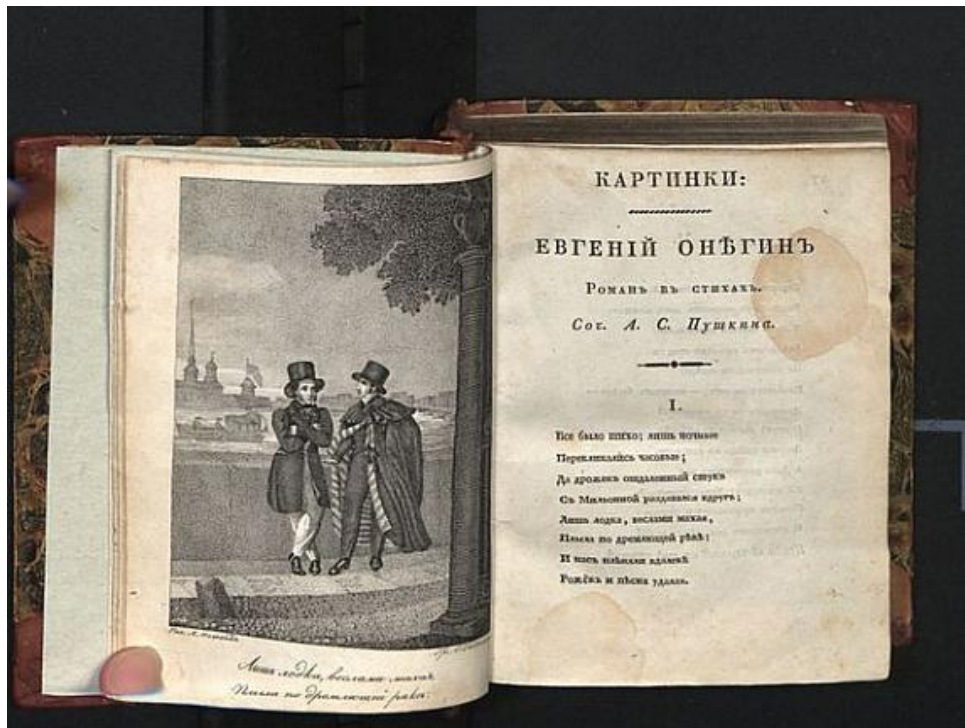 Лишь лодка, веслами махая
Плыла по дремлющей рѣкѣ:
КАРТИНКИ:
ЕВГЕНІЙ ОНѢГИНЪ
Романъ въ стихахъ.
Соч. А. С. Пушкина.
I.
Все было тихо; лишь ночные
Перекликались часовые;
Да дрожекъ отдаленный стукъ
Съ Мильонной раздавался вдругъ;
Лишь лодка, веслами махая,
Плыла по дремлющей рѣкѣ:
И насъ плѣняли вдалекѣ
Рожёкъ и пѣсня удалая.